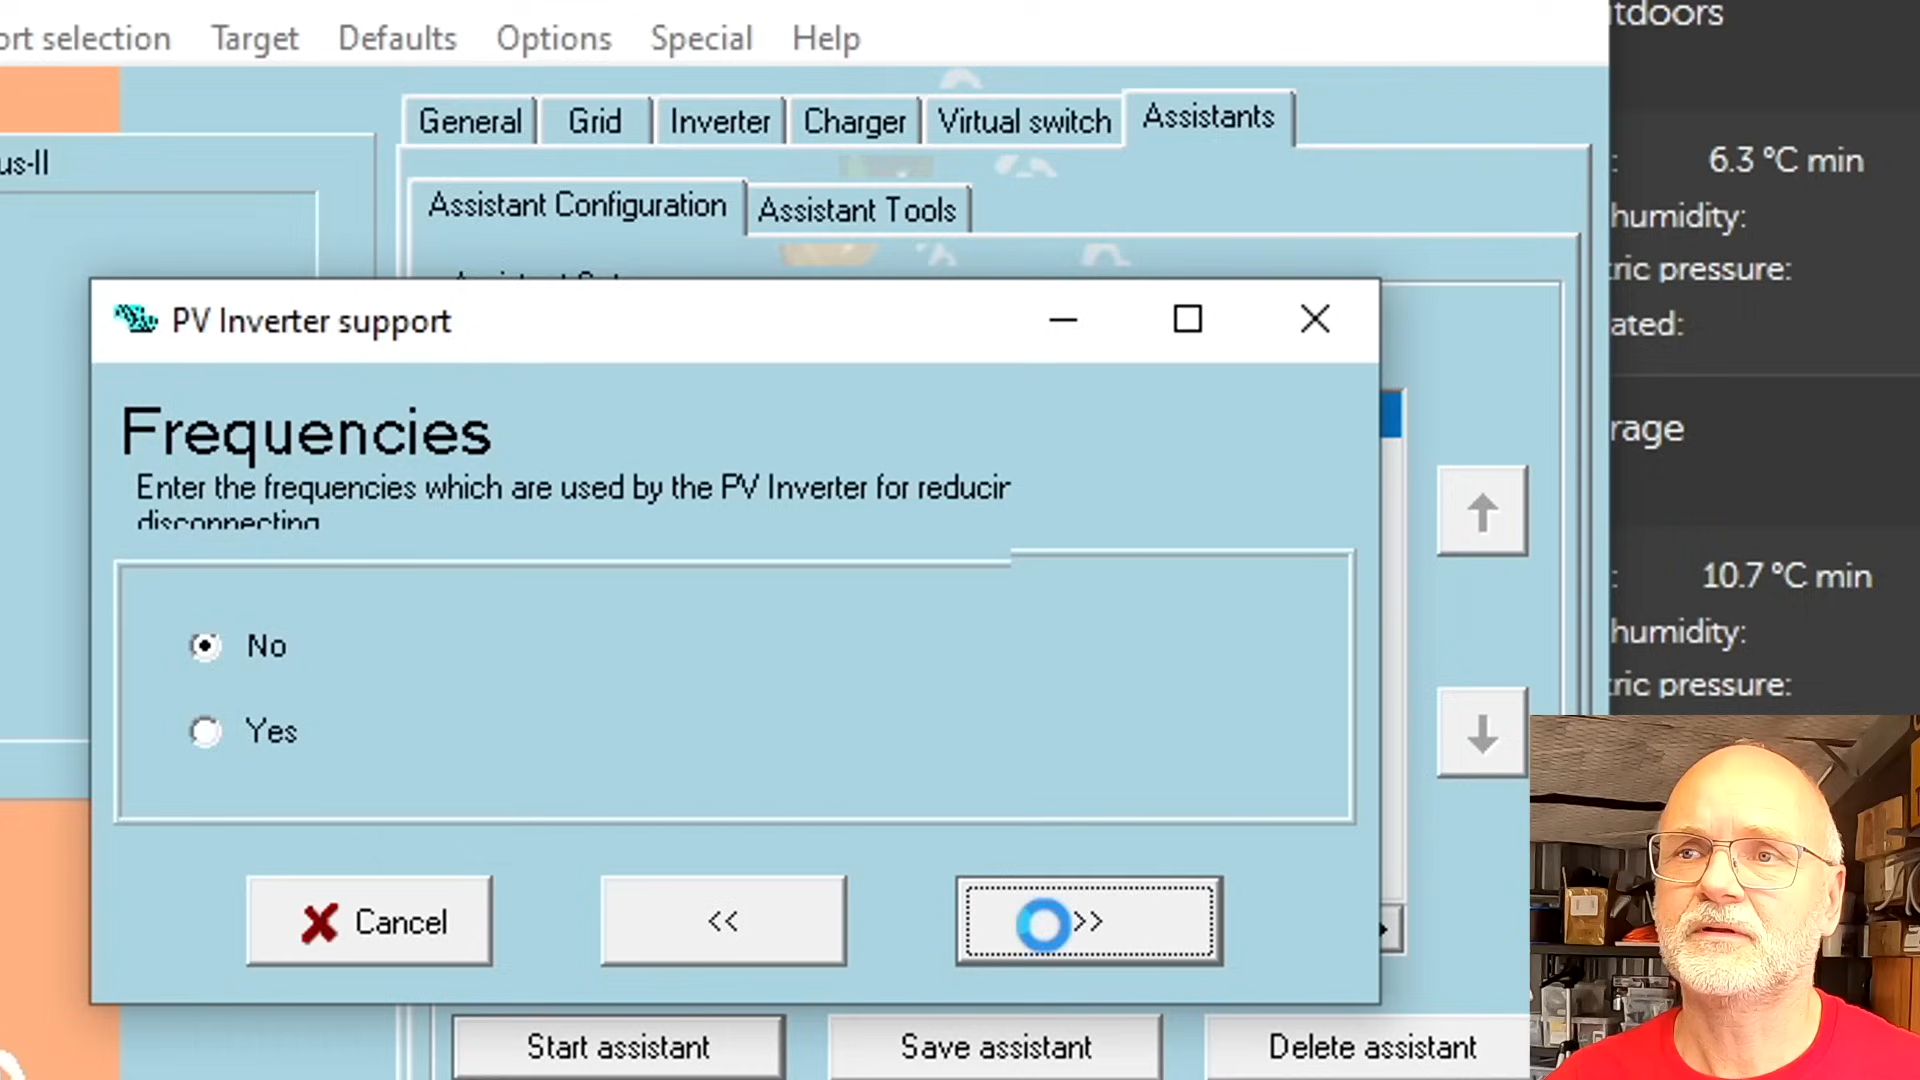 ort selection Target Defaults Options Special Help
General Grid Inverter Charger Virtual switch Assistants
us-II
Assistant Configuration Assistant Tools
PV Inverter support
Frequencies
Enter the frequencies which are used by the PV Inverter for reducin
disconnecting
No
Yes
Cancel << >>
Start assistant Save assistant Delete assistant
tdoors
: 6.3 °C min
humidity:
ric pressure:
ated:
rage
: 10.7 °C min
humidity:
ric pressure: